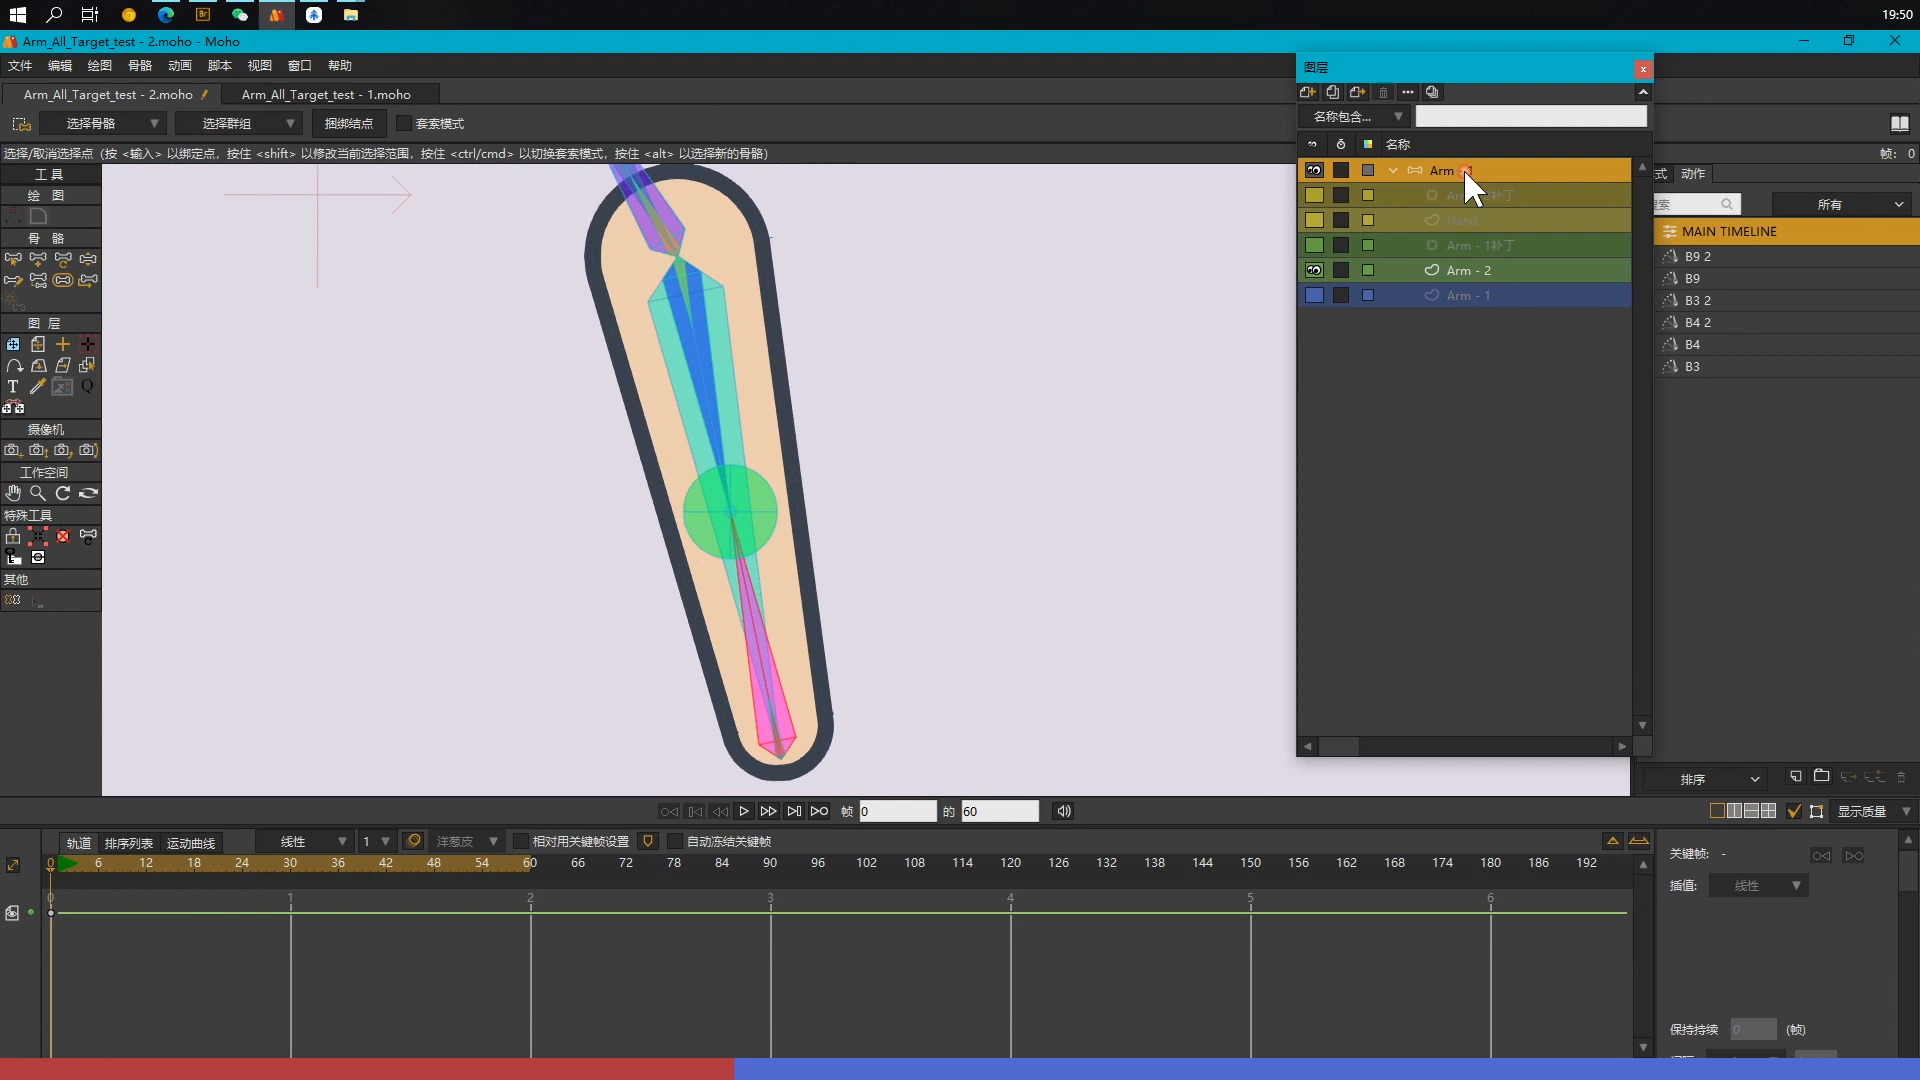 19:50
Arm_All_Target_test - 2.moho - Moho
文件 编辑 绘图 骨骼 动画 脚本 视图 窗口 帮助
Arm_All_Target_test - 2.moho
Arm_All_Target_test - 1.moho
选择骨骼 选择群组 捆绑结点 套索模式
选择/取消选择点 (按 <输入> 以绑定点，按住 <shift> 以修改当前选择范围，按住 <ctrl/cmd> 以切换套索模式，按住 <alt> 以选择新的骨骼)
帧: 0
工具
绘 图
骨 骼
图 层
T
Q
摄像机
工作空间
特殊工具
其他
图层
名称包含...
名称
Arm
Hand
Arm - 1补丁
Arm - 2
Arm - 1
动作
所有
MAIN TIMELINE
B9 2
B9
B3 2
B4 2
B4
B3
排序
帧 0 的 60
显示质量
轨道 排序列表 运动曲线 线性 1 洋葱皮 相对用关键帧设置 自动冻结关键帧
0 6 12 18 24 30 36 42 48 54 60 66 72 78 84 90 96 102 108 114 120 126 132 138 144 150 156 162 168 174 180 186 192
0 1 2 3 4 5 6
关键帧: -
插值: 线性
保持持续 0 (帧)